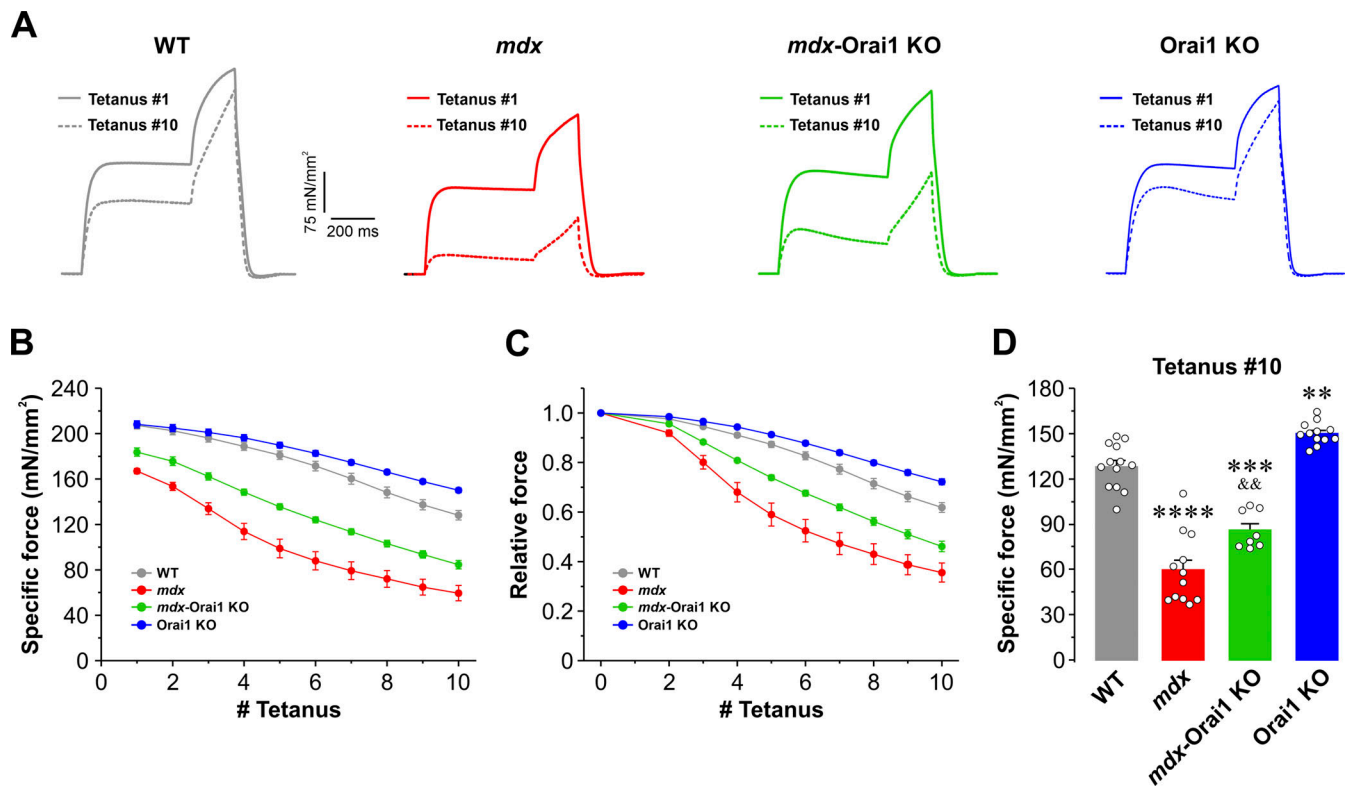 A
WT
Tetanus #1
Tetanus #10
75 mN/mm²
200 ms
mdx
Tetanus #1
Tetanus #10
mdx-Orai1 KO
Tetanus #1
Tetanus #10
Orai1 KO
Tetanus #1
Tetanus #10
B
Specific force (mN/mm²)
240
200
160
120
80
40
0
WT
mdx
mdx-Orai1 KO
Orai1 KO
0 2 4 6 8 10
# Tetanus
C
Relative force
1.0
0.8
0.6
0.4
0.2
0
WT
mdx
mdx-Orai1 KO
Orai1 KO
0 2 4 6 8 10
# Tetanus
D
Tetanus #10
Specific force (mN/mm²)
180
150
120
90
60
30
0
****
***
&&
**
WT
mdx
mdx-Orai1 KO
Orai1 KO